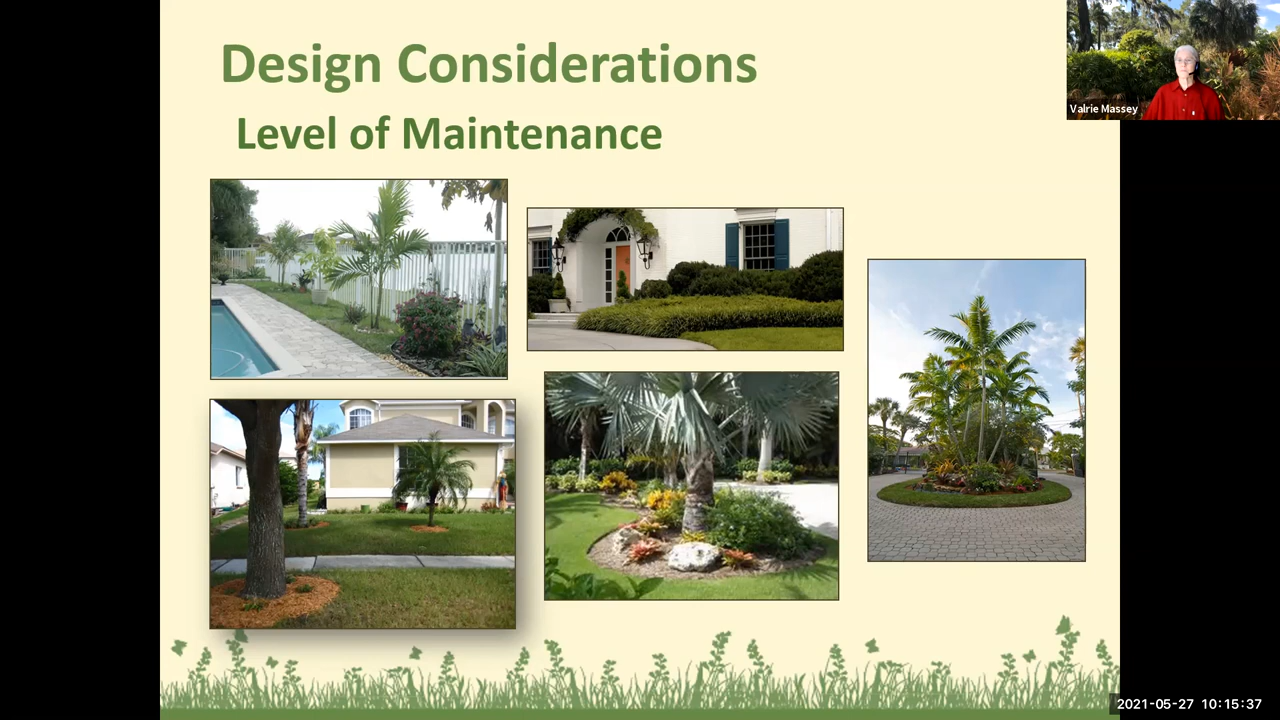 Design Considerations
Level of Maintenance
Valrie Massey
2021-05-27 10:15:37